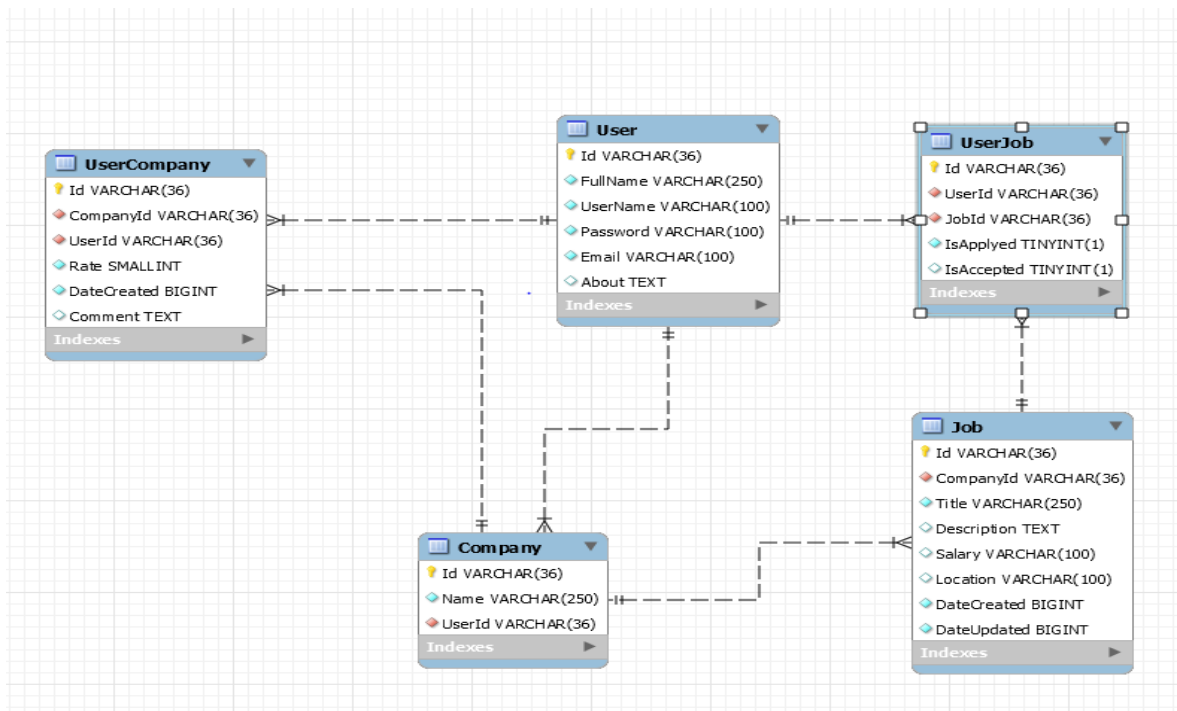 UserCompany
Id VARCHAR(36)
CompanyId VARCHAR(36)
UserId VARCHAR(36)
Rate SMALLINT
DateCreated BIGINT
Comment TEXT
Indexes
User
Id VARCHAR(36)
FullName VARCHAR(250)
UserName VARCHAR(100)
Password VARCHAR(100)
Email VARCHAR(100)
About TEXT
Indexes
UserJob
Id VARCHAR(36)
UserId VARCHAR(36)
JobId VARCHAR(36)
IsApplyed TINYINT(1)
IsAccepted TINYINT(1)
Indexes
Company
Id VARCHAR(36)
Name VARCHAR(250)
UserId VARCHAR(36)
Indexes
Job
Id VARCHAR(36)
CompanyId VARCHAR(36)
Title VARCHAR(250)
Description TEXT
Salary VARCHAR(100)
Location VARCHAR(100)
DateCreated BIGINT
DateUpdated BIGINT
Indexes